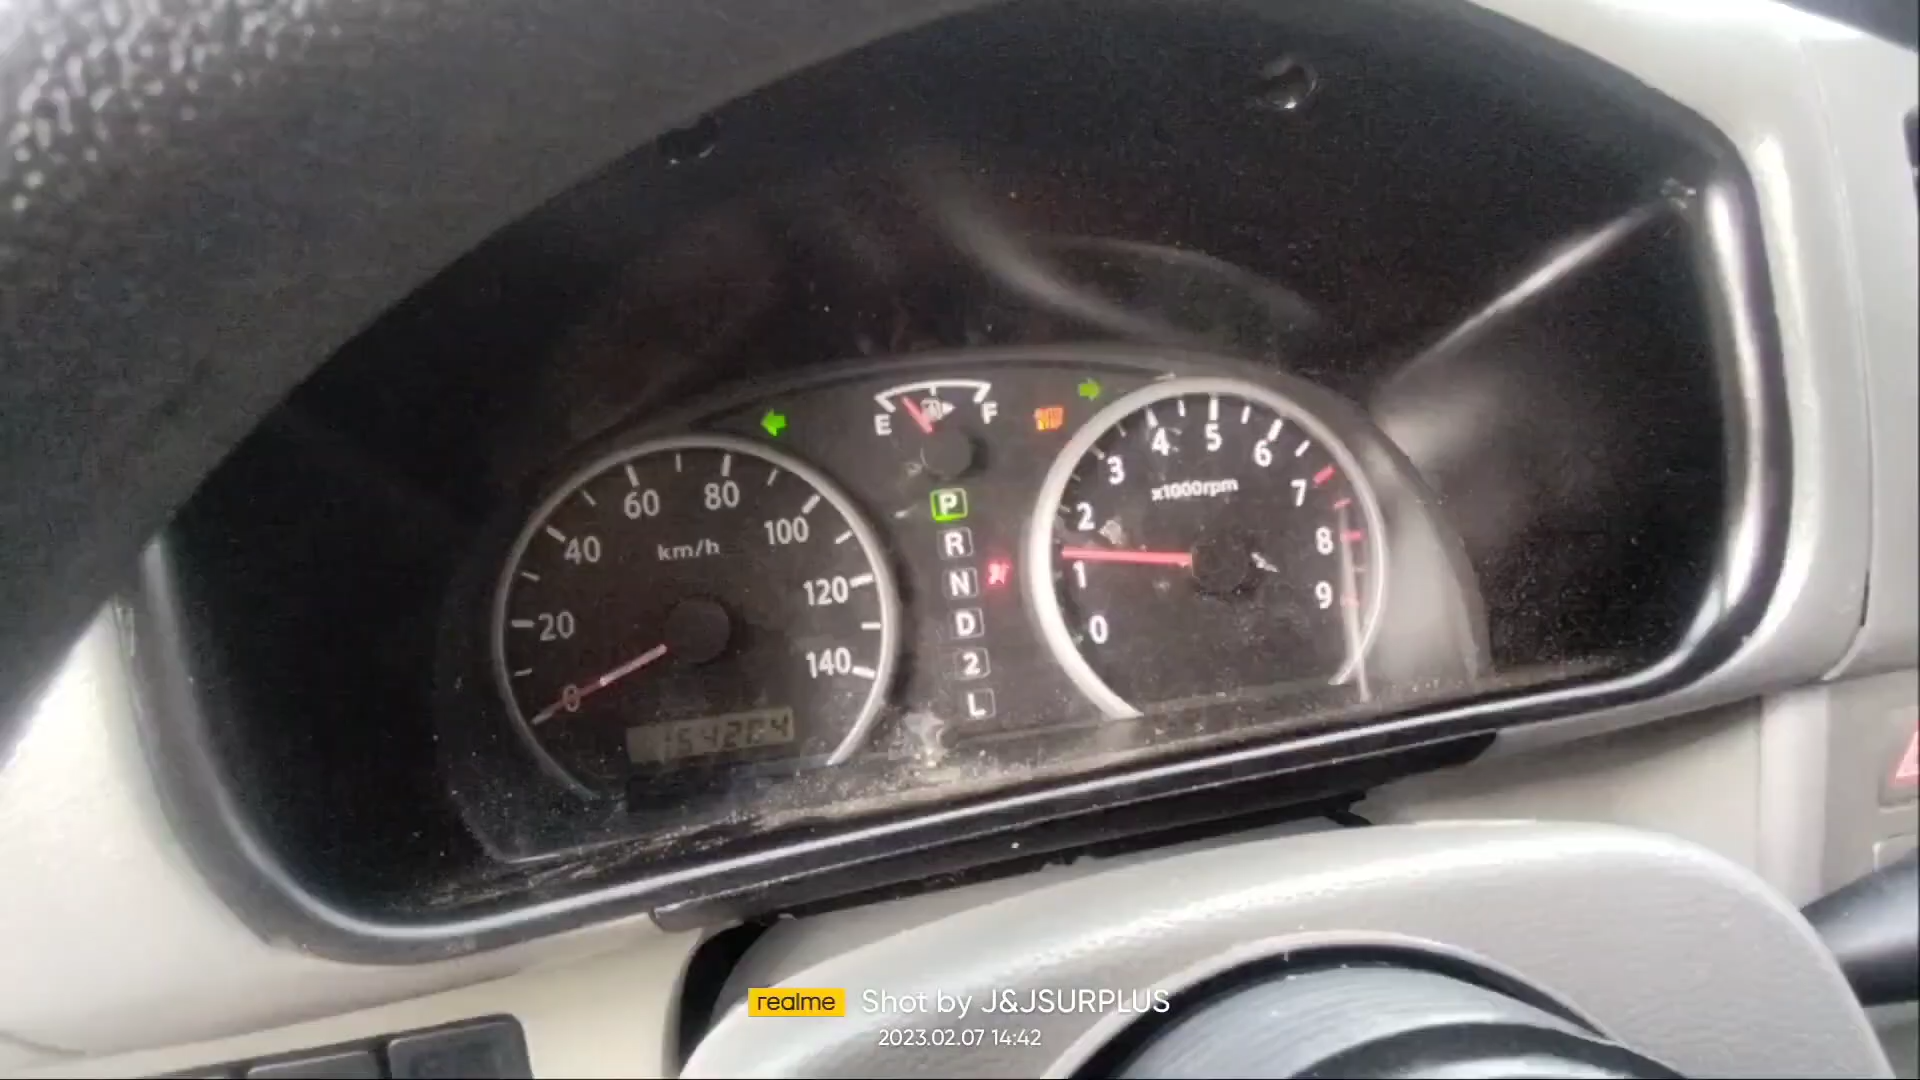 E F
60 80
40 100
km/h
20 120
0 140
154204
P
R
N
D
2
L
4 5 6
3 7
x1000rpm
2 8
1 9
0
realme Shot by J&JSURPLUS
2023.02.07 14:42